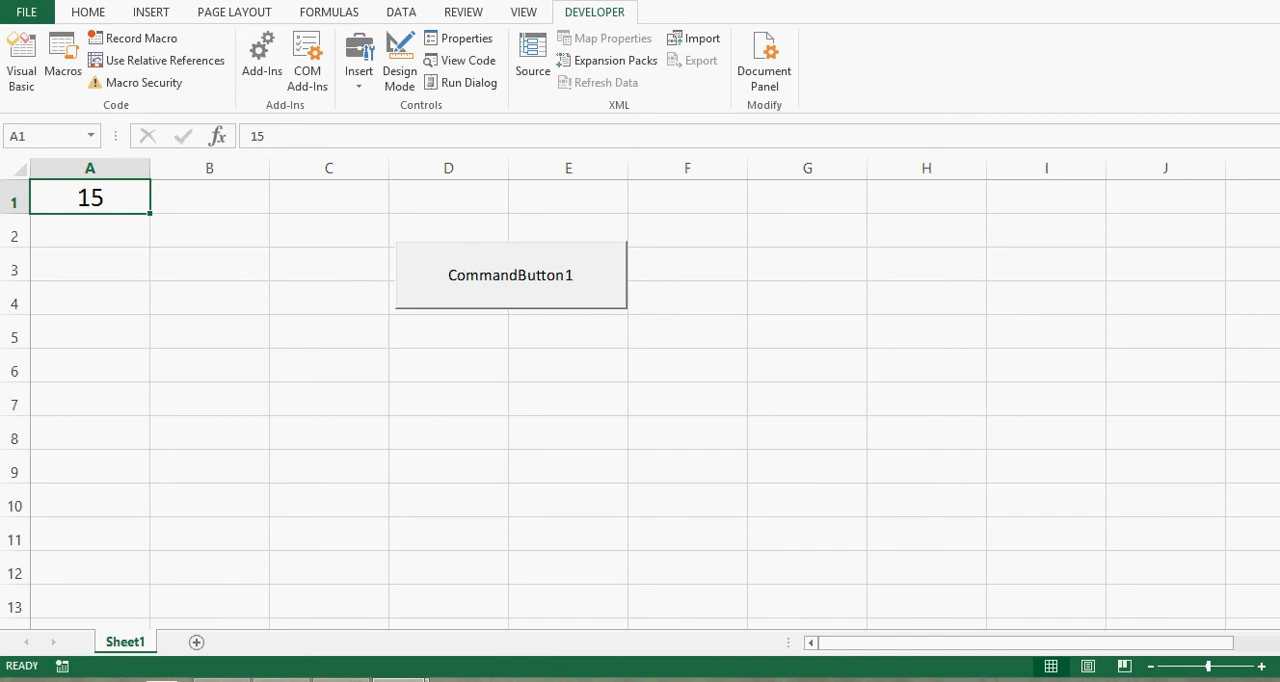 FILE HOME INSERT PAGE LAYOUT FORMULAS DATA REVIEW VIEW DEVELOPER
Visual Basic
Macros
Record Macro
Use Relative References
Macro Security
Code
Add-Ins
COM Add-Ins
Add-Ins
Insert
Design Mode
Properties
View Code
Run Dialog
Controls
Source
Map Properties
Expansion Packs
Refresh Data
Import
Export
XML
Document Panel
Modify
A1 fx 15
A B C D E F G H I J
1 15
2
3 CommandButton1
4
5
6
7
8
9
10
11
12
13
Sheet1
READY